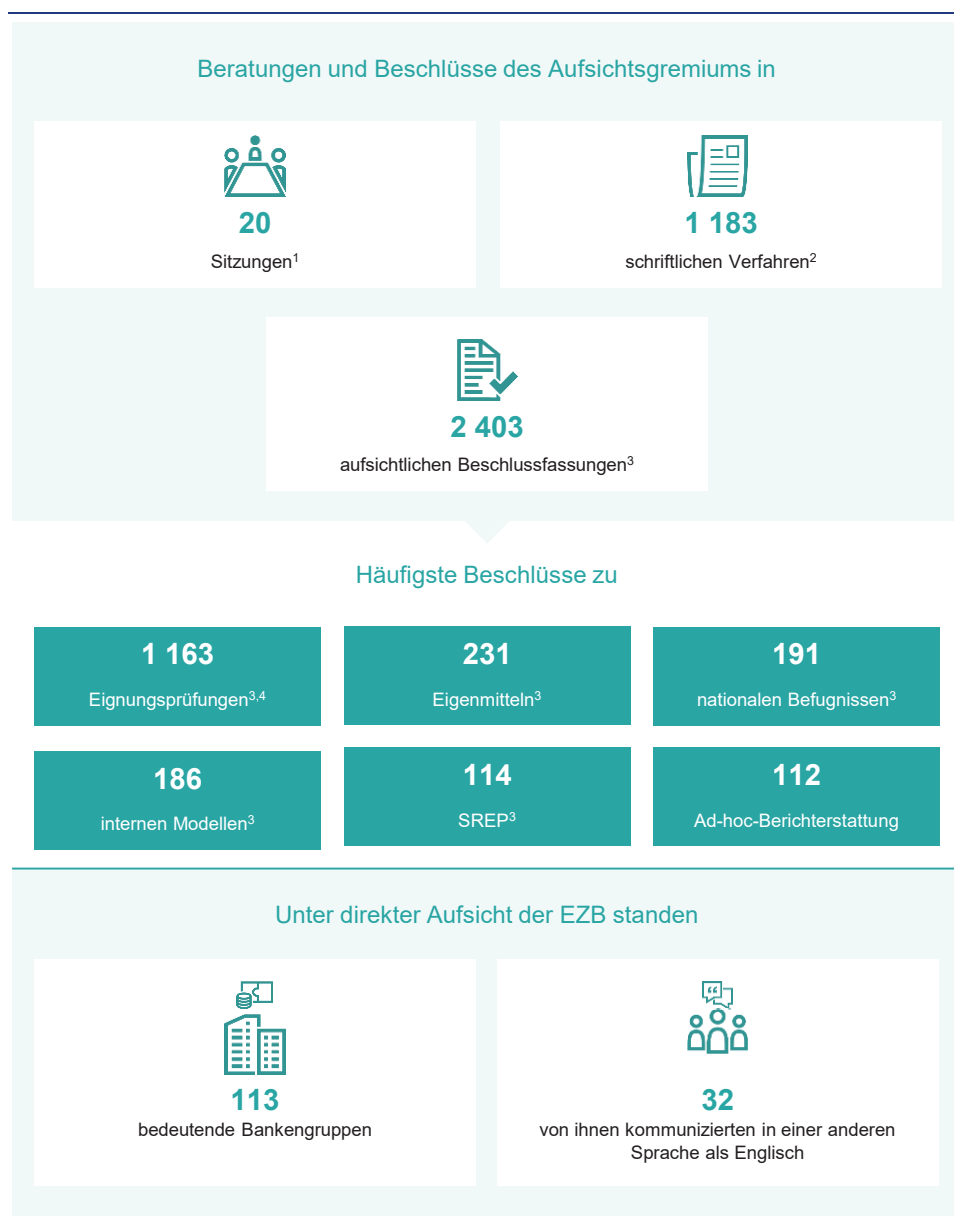 Beratungen und Beschlüsse des Aufsichtsgremiums in
20
Sitzungen¹
1 183
schriftlichen Verfahren²
2 403
aufsichtlichen Beschlussfassungen³
Häufigste Beschlüsse zu
1 163
Eignungsprüfungen³,⁴
231
Eigenmitteln³
191
nationalen Befugnissen³
186
internen Modellen³
114
SREP³
112
Ad-hoc-Berichterstattung
Unter direkter Aufsicht der EZB standen
113
bedeutende Bankengruppen
32
von ihnen kommunizierten in einer anderen
Sprache als Englisch